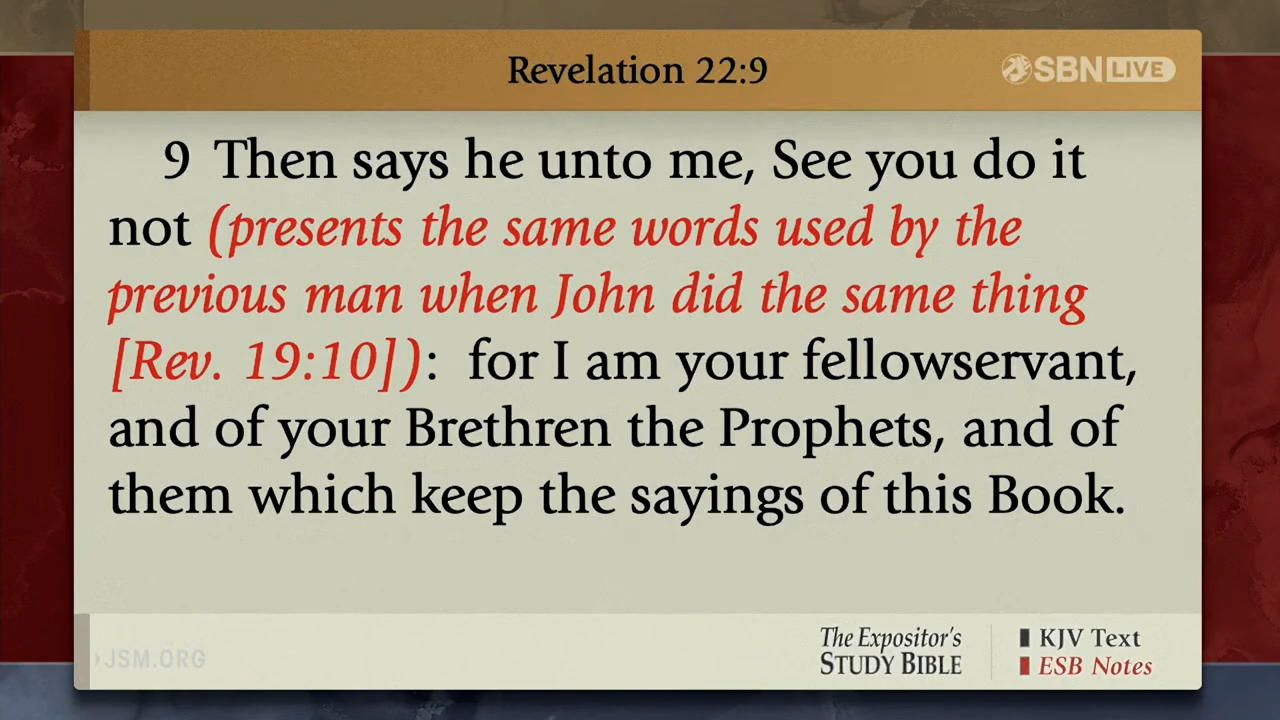 Revelation 22:9
SBN LIVE
9 Then says he unto me, See you do it
not (presents the same words used by the
previous man when John did the same thing
[Rev. 19:10]): for I am your fellowservant,
and of your Brethren the Prophets, and of
them which keep the sayings of this Book.
JSM.ORG
The Expositor's
STUDY BIBLE
KJV Text
ESB Notes